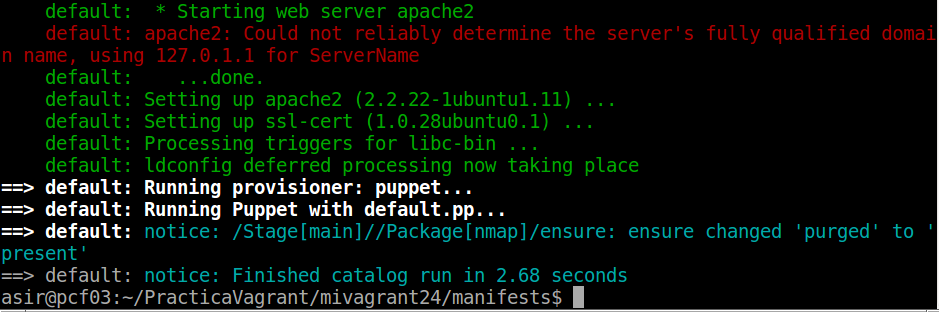 default:  * Starting web server apache2
default: apache2: Could not reliably determine the server's fully qualified domai
n name, using 127.0.1.1 for ServerName
default:    ...done.
default: Setting up apache2 (2.2.22-1ubuntu1.11) ...
default: Setting up ssl-cert (1.0.28ubuntu0.1) ...
default: Processing triggers for libc-bin ...
default: ldconfig deferred processing now taking place
==> default: Running provisioner: puppet...
==> default: Running Puppet with default.pp...
==> default: notice: /Stage[main]//Package[nmap]/ensure: ensure changed 'purged' to '
present'
==> default: notice: Finished catalog run in 2.68 seconds
asir@pcf03:~/PracticaVagrant/mivagrant24/manifests$